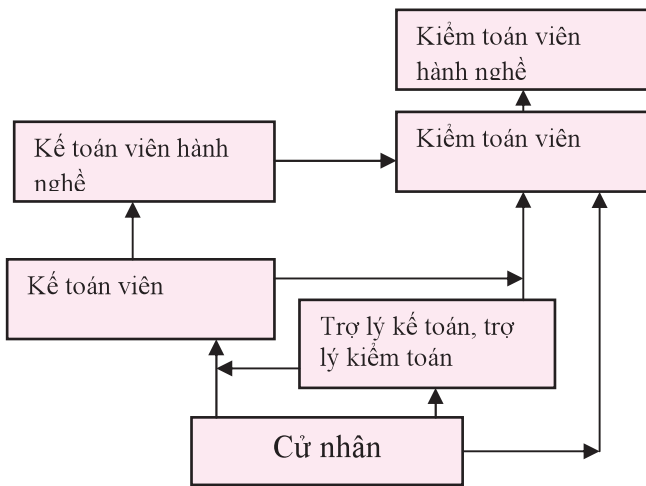 Kiểm toán viên
hành nghề
Kế toán viên hành
nghề
Kiểm toán viên
Kế toán viên
Trợ lý kế toán, trợ
lý kiểm toán
Cử nhân